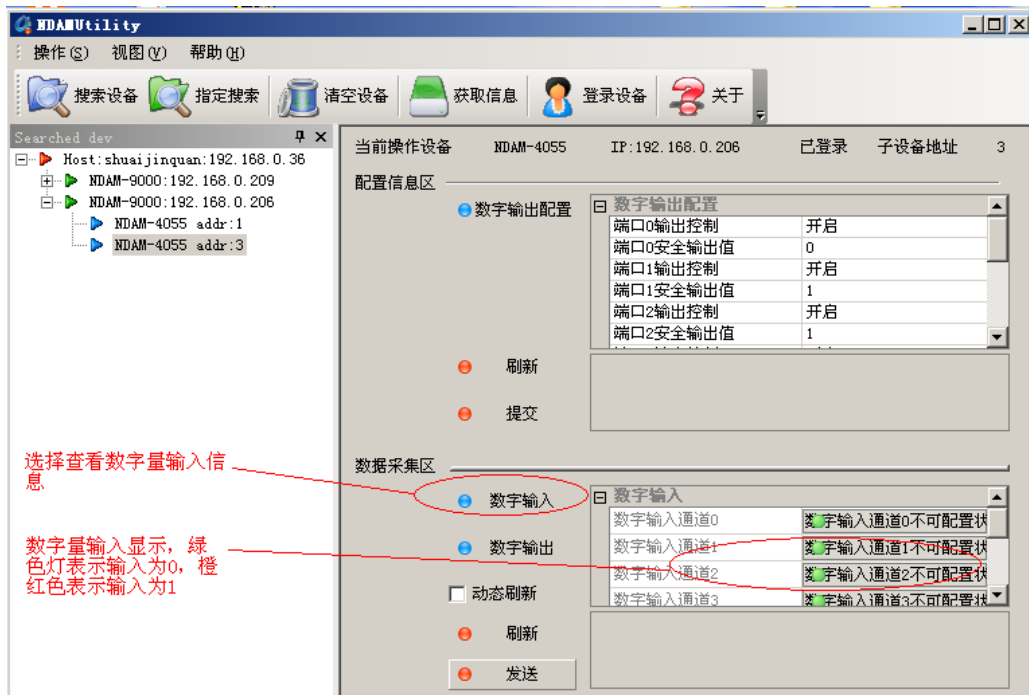 NDAMUtility
操作(S) 视图(V) 帮助(H)
搜索设备 指定搜索 清空设备 获取信息 登录设备 关于
Searched dev
Host:shuaijinquan:192.168.0.36
NDAM-9000:192.168.0.209
NDAM-9000:192.168.0.206
NDAM-4055 addr:1
NDAM-4055 addr:3
当前操作设备 NDAM-4055 IP:192.168.0.206 已登录 子设备地址 3
配置信息区
数字输出配置
数字输出配置
端口0输出控制 开启
端口0安全输出值 0
端口1输出控制 开启
端口1安全输出值 1
端口2输出控制 开启
端口2安全输出值 1
刷新
提交
选择查看数字量输入信
息
数据采集区
数字输入
数字输入
数字输入通道0 数字输入通道0不可配置状
数字输入通道1 数字输入通道1不可配置状
数字输入通道2 数字输入通道2不可配置状
数字输入通道3 数字输入通道3不可配置状
数字量输入显示，绿
色灯表示输入为0，橙
红色表示输入为1
数字输出
动态刷新
刷新
发送